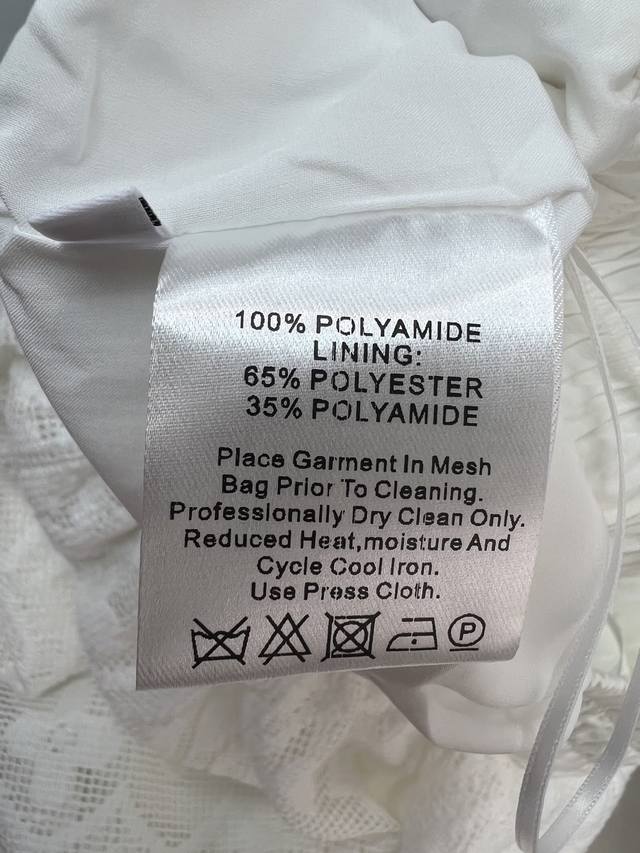 100% POLYAMIDE
LINING:
65% POLYESTER
35% POLYAMIDE
Place Garment In Mesh
Bag Prior To Cleaning.
Professionally Dry Clean Only.
Reduced Heat,moisture And
Cycle Cool Iron.
Use Press Cloth.
P